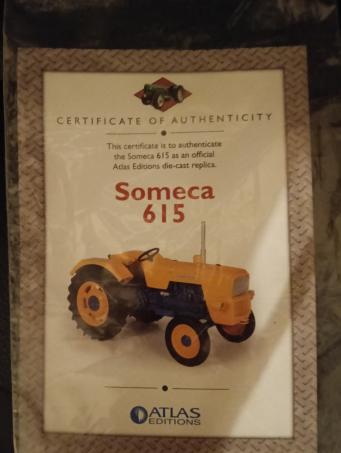 CERTIFICATE OF AUTHENTICITY
This certificate is to authenticate
the Someca 615 as an official
Atlas Editions die-cast replica.
Someca
615
ATLAS
EDITIONS